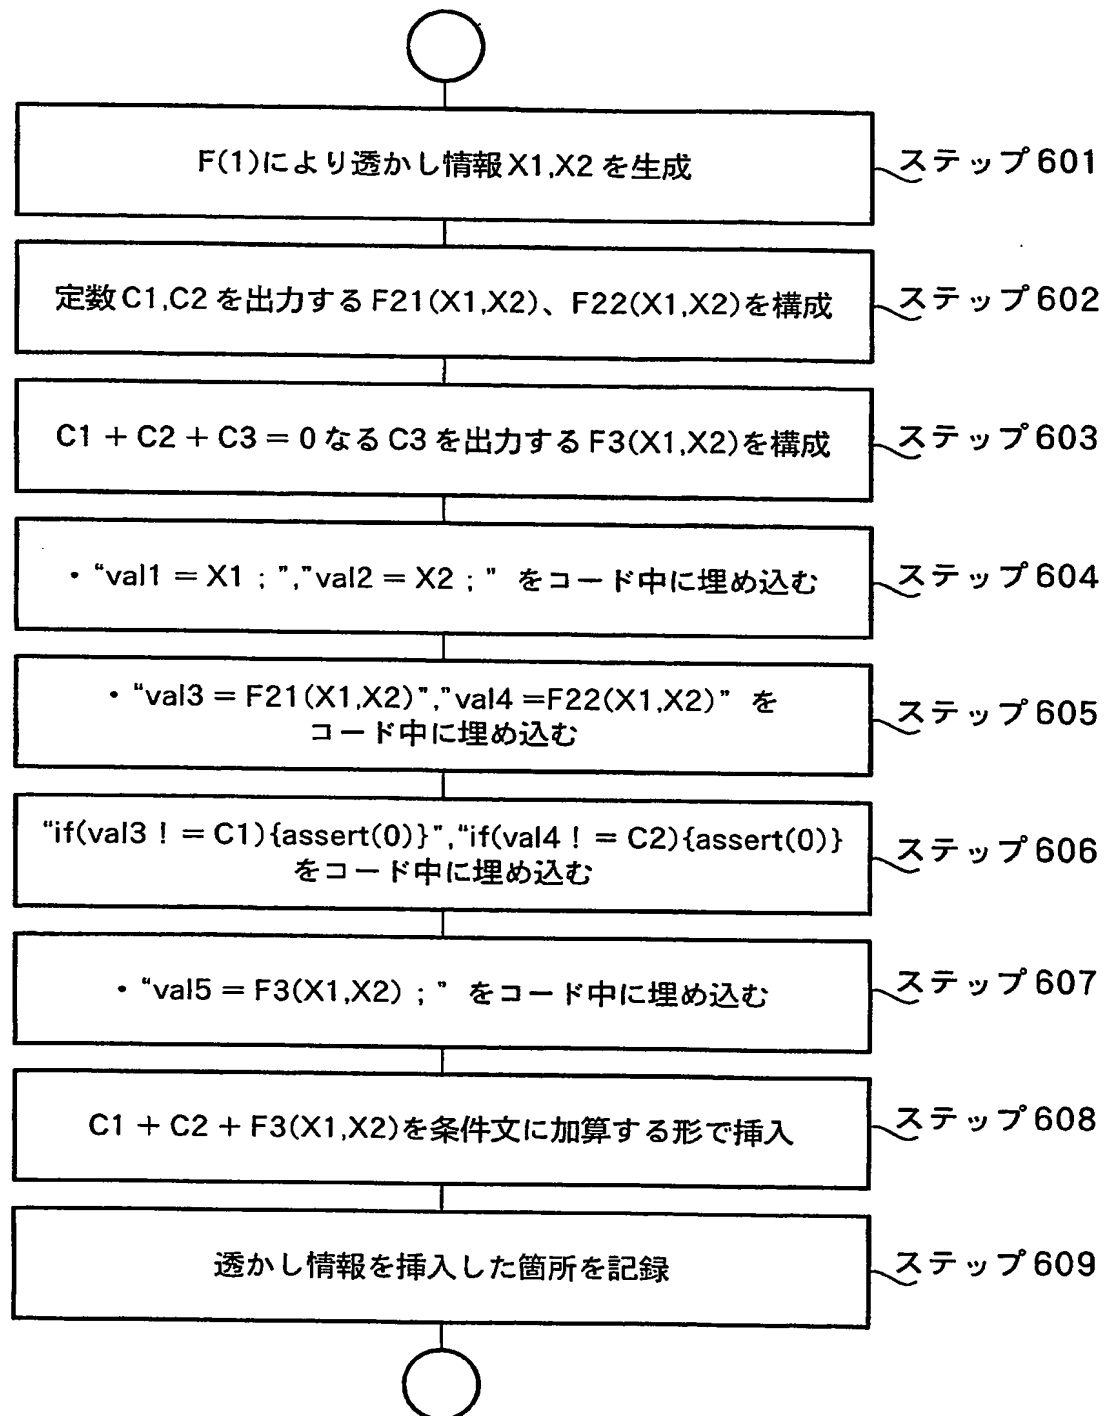 F(1)により透かし情報X1,X2を生成
ステップ601
定数C1,C2を出力するF21(X1,X2)、F22(X1,X2)を構成
ステップ602
C1+C2+C3=0なるC3を出力するF3(X1,X2)を構成
ステップ603
・“val1=X1;”,”val2=X2;” をコード中に埋め込む
ステップ604
・“val3=F21(X1,X2)”,“val4=F22(X1,X2)” を
コード中に埋め込む
ステップ605
“if(val3!=C1){assert(0)}”,“if(val4!=C2){assert(0)}
をコード中に埋め込む
ステップ606
・“val5=F3(X1,X2);” をコード中に埋め込む
ステップ607
C1+C2+F3(X1,X2)を条件文に加算する形で挿入
ステップ608
透かし情報を挿入した箇所を記録
ステップ609